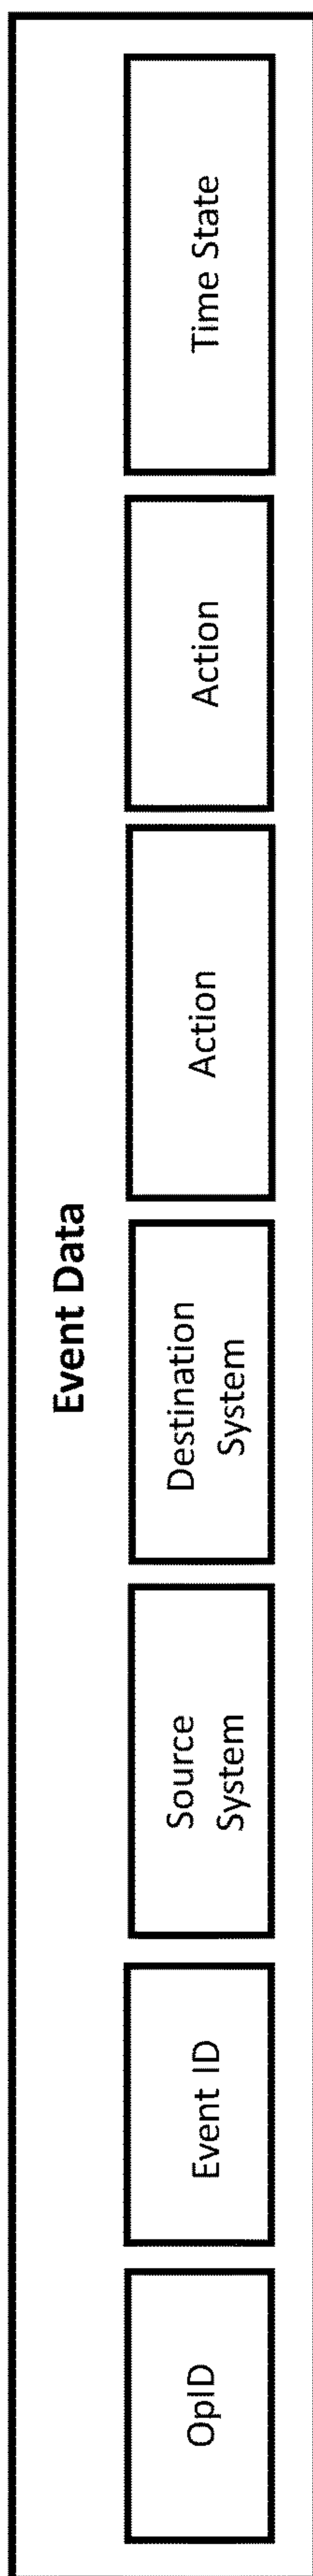 Event Data
OpID
Event ID
Source
System
Destination
System
Action
Action
Time State